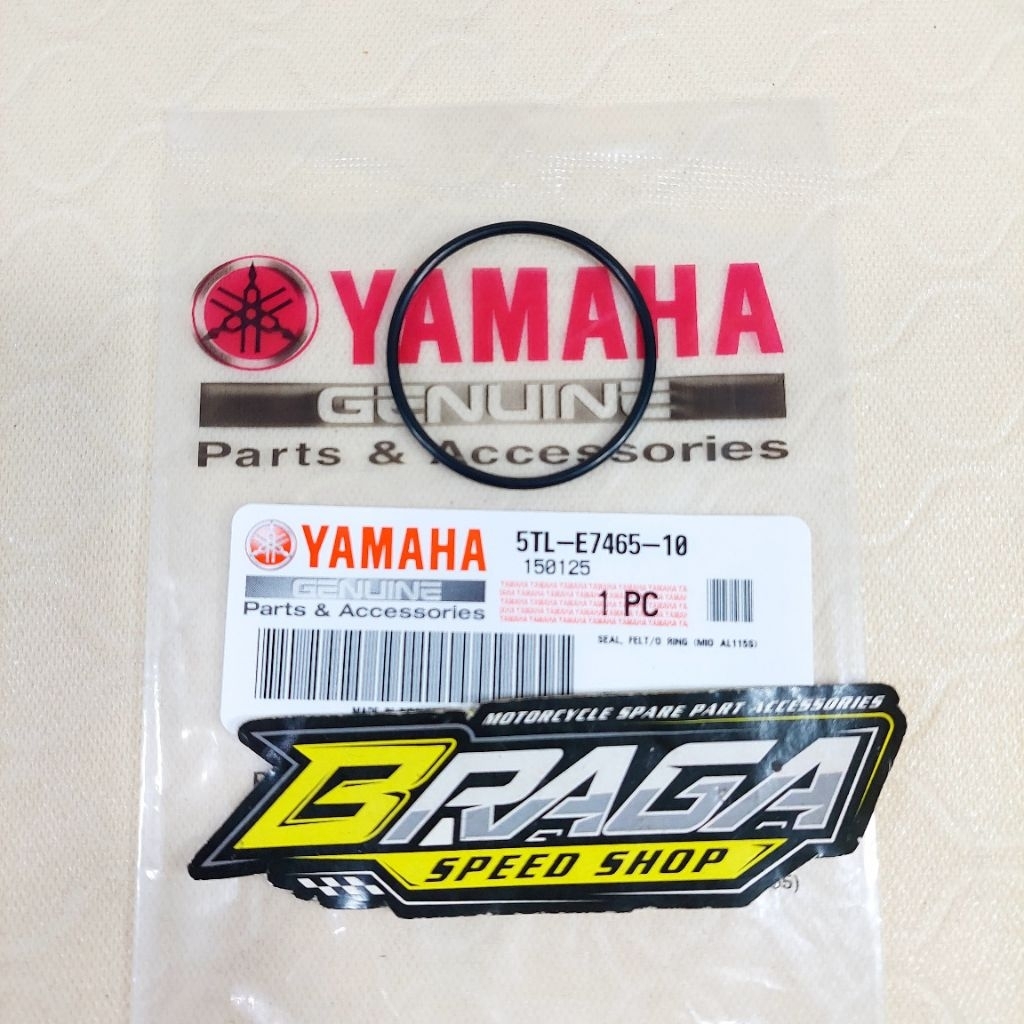 YAMAHA
GENUINE
Parts & Accessories
YAMAHA
GENUINE
Parts & Accessories
5TL-E7465-10
150125
1 PC
SEAL, FELT/O RING (MIO AL115S)
MOTORCYCLE SPARE PART ACCESSORIES
BRAGA
SPEED SHOP